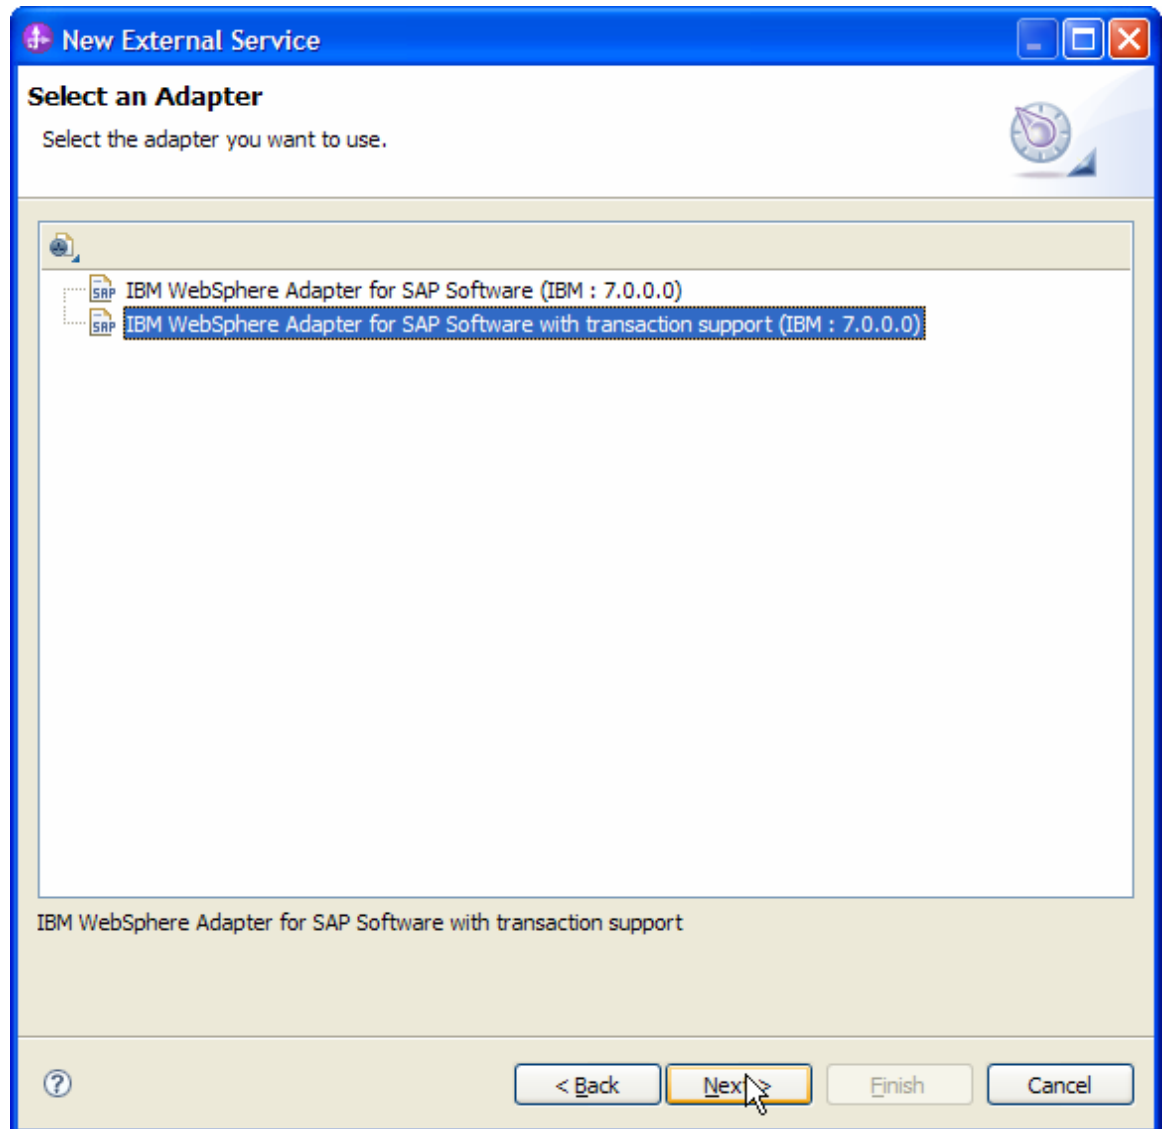 New External Service
Select an Adapter
Select the adapter you want to use.
SAP IBM WebSphere Adapter for SAP Software (IBM : 7.0.0.0)
SAP IBM WebSphere Adapter for SAP Software with transaction support (IBM : 7.0.0.0)
IBM WebSphere Adapter for SAP Software with transaction support
? < Back Next > Finish Cancel